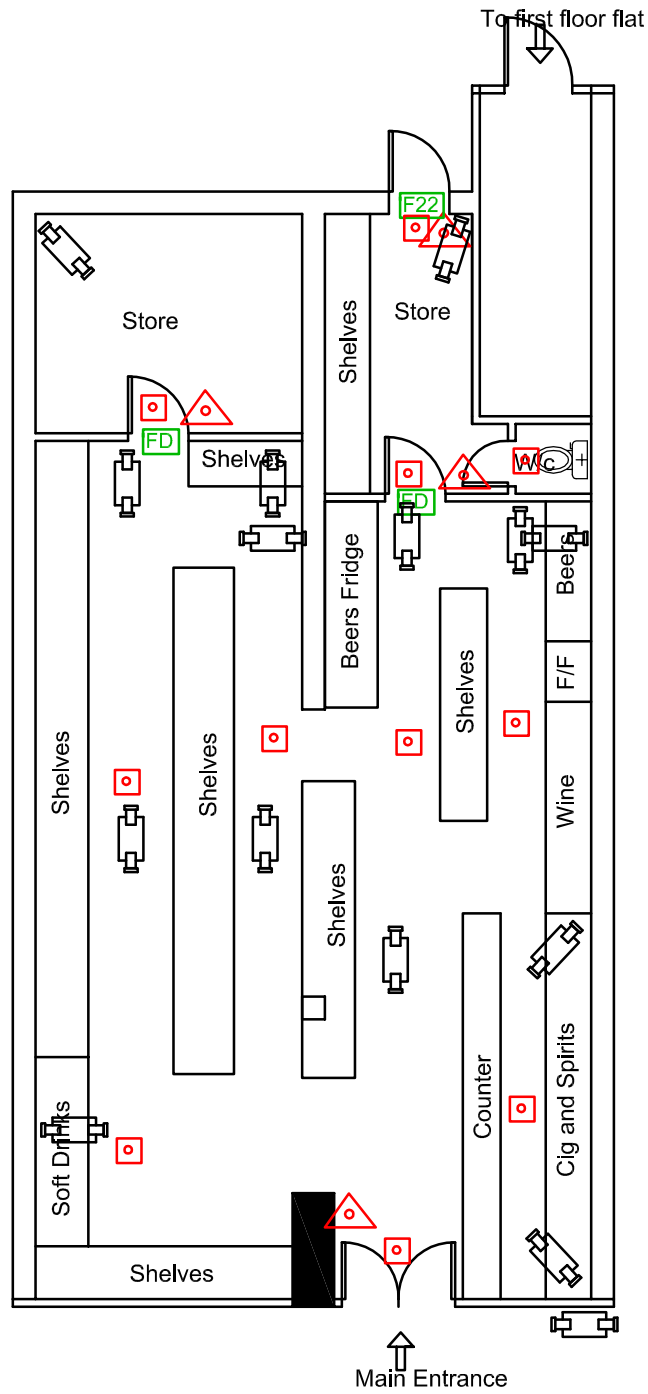 To first floor flat
F22
Store
Store
Shelves
FD
Shelves
Wc
FD
Beers
Beers Fridge
F/F
Shelves
Shelves
Shelves
Wine
Shelves
Counter
Cig and Spirits
Soft Drinks
Shelves
Main Entrance